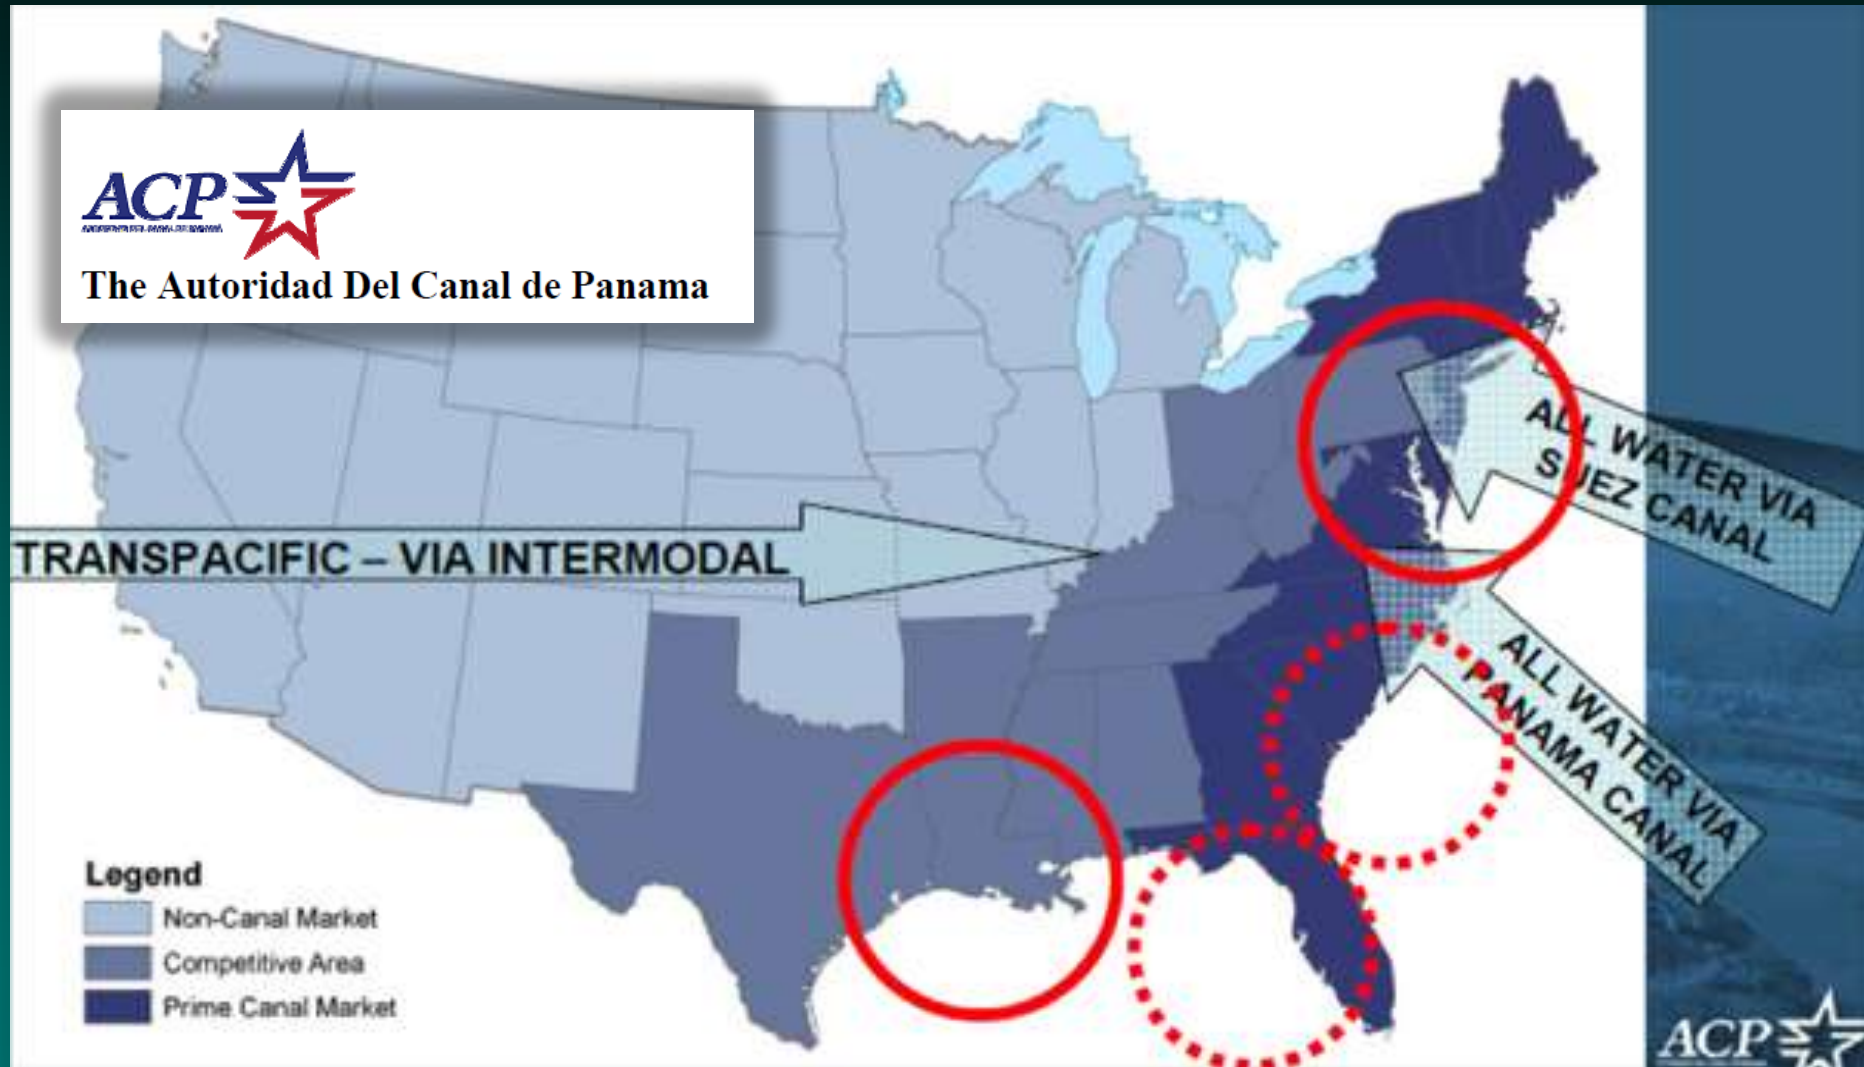 ACP
The Autoridad Del Canal de Panama
ALL WATER VIA
SUEZ CANAL
TRANSPACIFIC – VIA INTERMODAL
ALL WATER VIA
PANAMA CANAL
Legend
Non-Canal Market
Competitive Area
Prime Canal Market
ACP